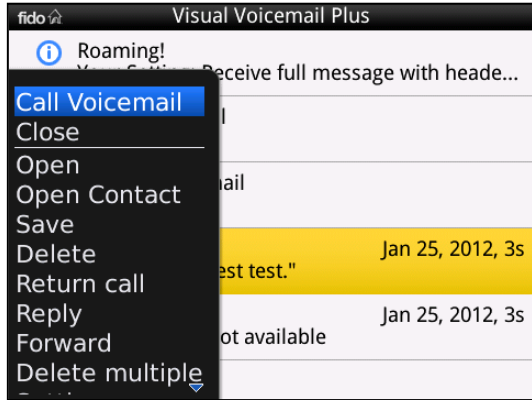 fido Visual Voicemail Plus
Roaming!
Receive full message with heade...
Call Voicemail
Close
Open
Open Contact
Save
Delete
Return call
Reply
Forward
Delete multiple
l
ail
Jan 25, 2012, 3s
est test."
Jan 25, 2012, 3s
ot available